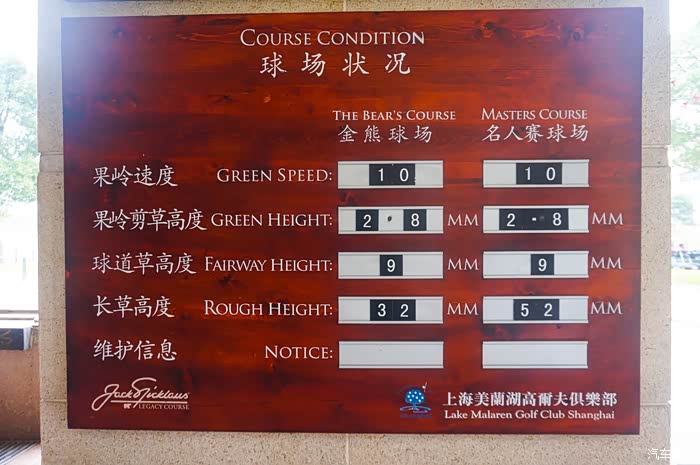 COURSE CONDITION
球场状况
THE BEAR'S COURSE MASTERS COURSE
金熊球场 名人赛球场
果岭速度 GREEN SPEED: 10 10
果岭剪草高度 GREEN HEIGHT: 2·8 MM 2-8 MM
球道草高度 FAIRWAY HEIGHT: 9 MM 9 MM
长草高度 ROUGH HEIGHT: 32 MM 52 MM
维护信息 NOTICE:
Jack Nicklaus
LEGACY COURSE
上海美蘭湖高爾夫俱樂部
Lake Malaren Golf Club Shanghai
汽车